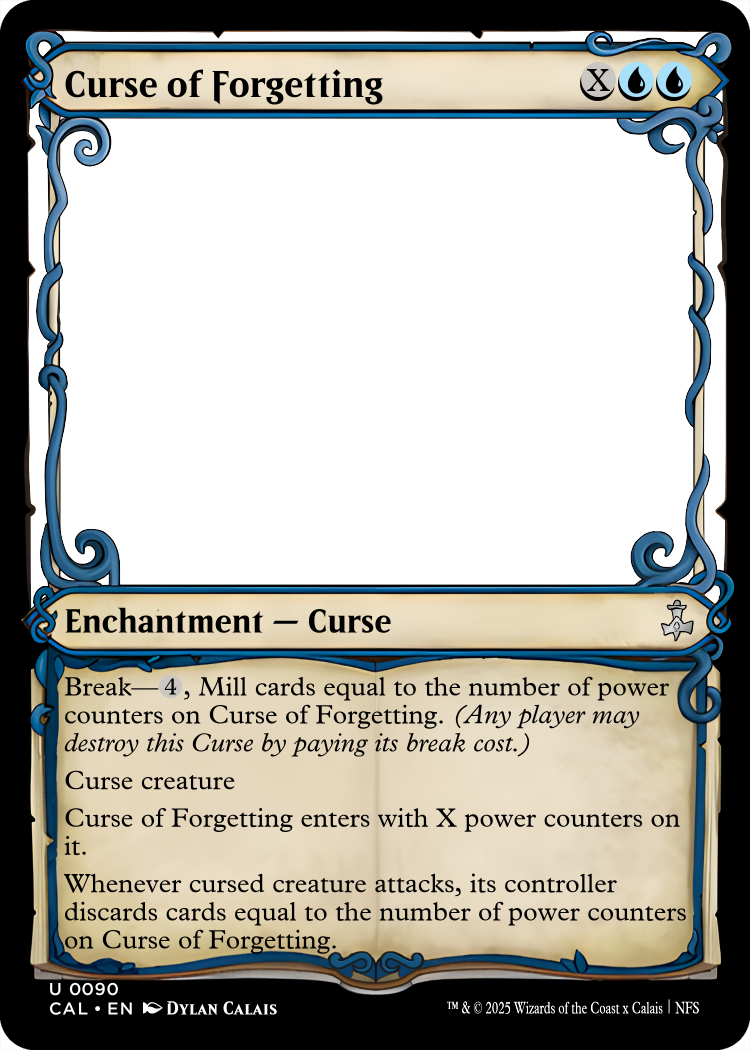 Curse of Forgetting X
Enchantment — Curse
Break—4, Mill cards equal to the number of power
counters on Curse of Forgetting. (Any player may
destroy this Curse by paying its break cost.)
Curse creature
Curse of Forgetting enters with X power counters on
it.
Whenever cursed creature attacks, its controller
discards cards equal to the number of power counters
on Curse of Forgetting.
U 0090
CAL • EN DYLAN CALAIS ™ & © 2025 Wizards of the Coast x Calais | NFS